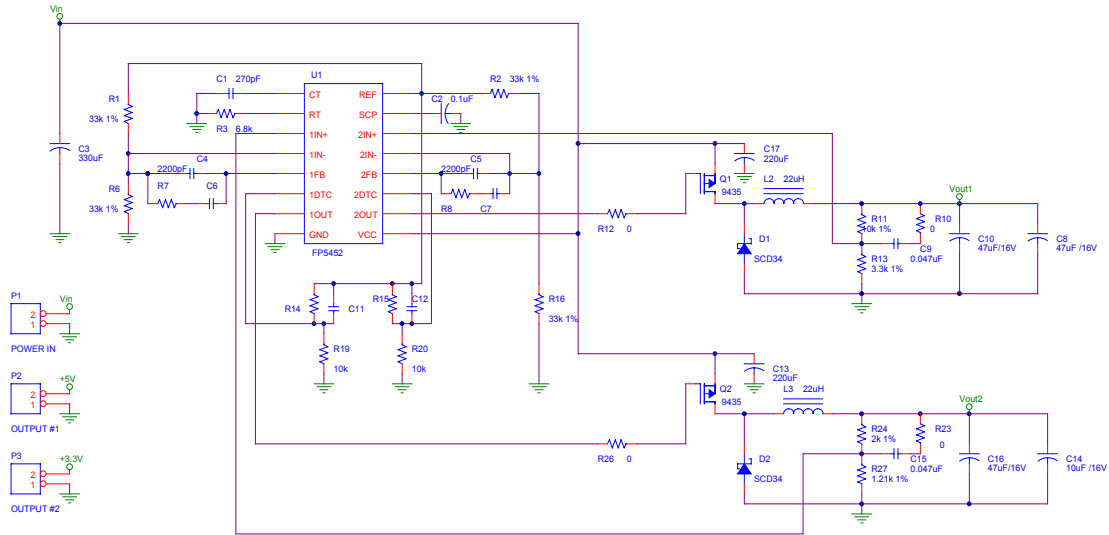 Vin
U1
C1 270pF
R2 33k 1%
CT
REF
R1
C2 0.1uF
33k 1%
RT
SCP
R3 6.8k
1IN+
2IN+
C3
330uF
C4
2200pF
1IN-
2IN-
C5
2200pF
C17
220uF
1FB
2FB
R7
C6
Q1
9435
L2 22uH
R6
33k 1%
1DTC
2DTC
R8
C7
Vout1
1OUT
2OUT
R12 0
R11
10k 1%
R10
0
GND
VCC
FP5452
D1
SCD34
C9
0.047uF
C10
47uF/16V
C8
47uF /16V
R13
3.3k 1%
P1
Vin
2
1
POWER IN
R14
C11
R15
C12
R16
33k 1%
R19
10k
R20
10k
P2
+5V
2
1
OUTPUT #1
C13
220uF
Q2
9435
L3 22uH
Vout2
R24
2k 1%
R23
0
P3
+3.3V
2
1
OUTPUT #2
R26 0
D2
SCD34
C15
0.047uF
R27
1.21k 1%
C16
47uF/16V
C14
10uF /16V